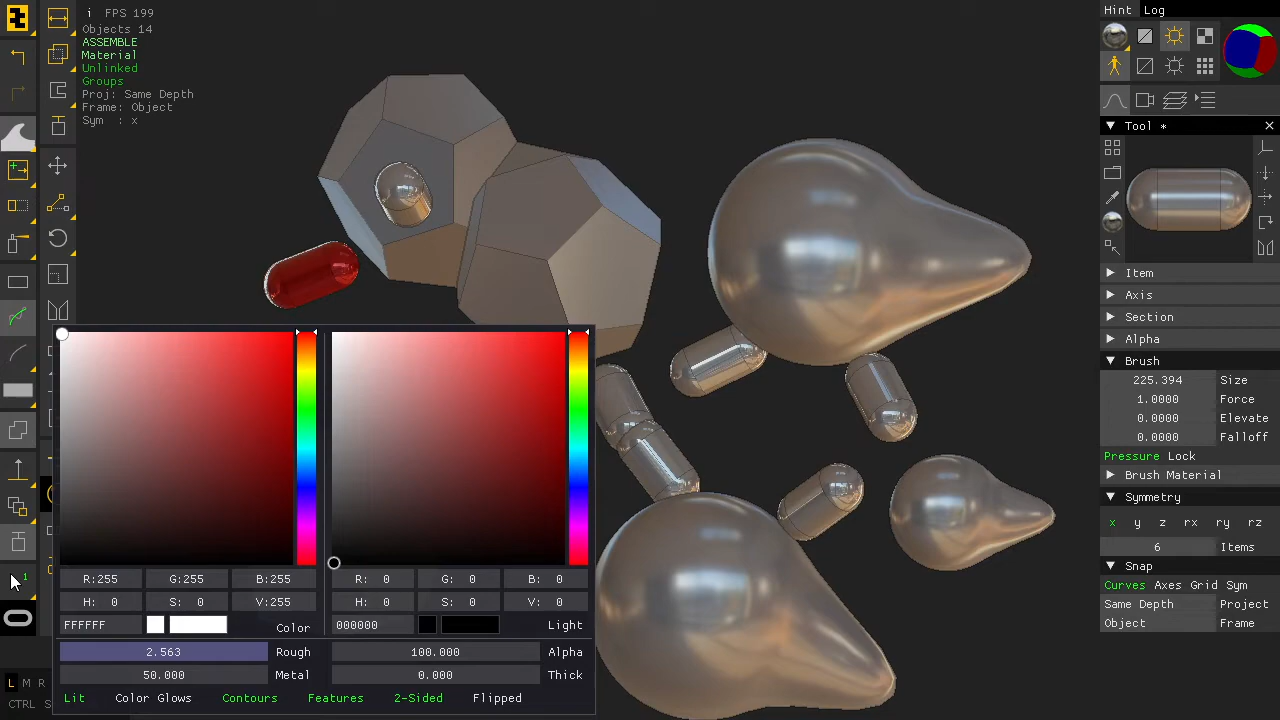 i FPS 199
Objects 14
ASSEMBLE
Material
Unlinked
Groups
Proj: Same Depth
Frame: Object
Sym : x
Hint Log
Tool *
Item
Axis
Section
Alpha
Brush
225.394 Size
1.0000 Force
0.0000 Elevate
0.0000 Falloff
Pressure Lock
Brush Material
Symmetry
x y z rx ry rz
6 Items
Snap
Curves Axes Grid Sym
Same Depth Project
Object Frame
R:255 G:255 B:255
H: 0 S: 0 V:255
FFFFFF Color
R: 0 G: 0 B: 0
H: 0 S: 0 V: 0
000000 Light
2.563 Rough
100.000 Alpha
50.000 Metal
0.000 Thick
Lit Color Glows Contours Features 2-Sided Flipped
1
L M R
CTRL S